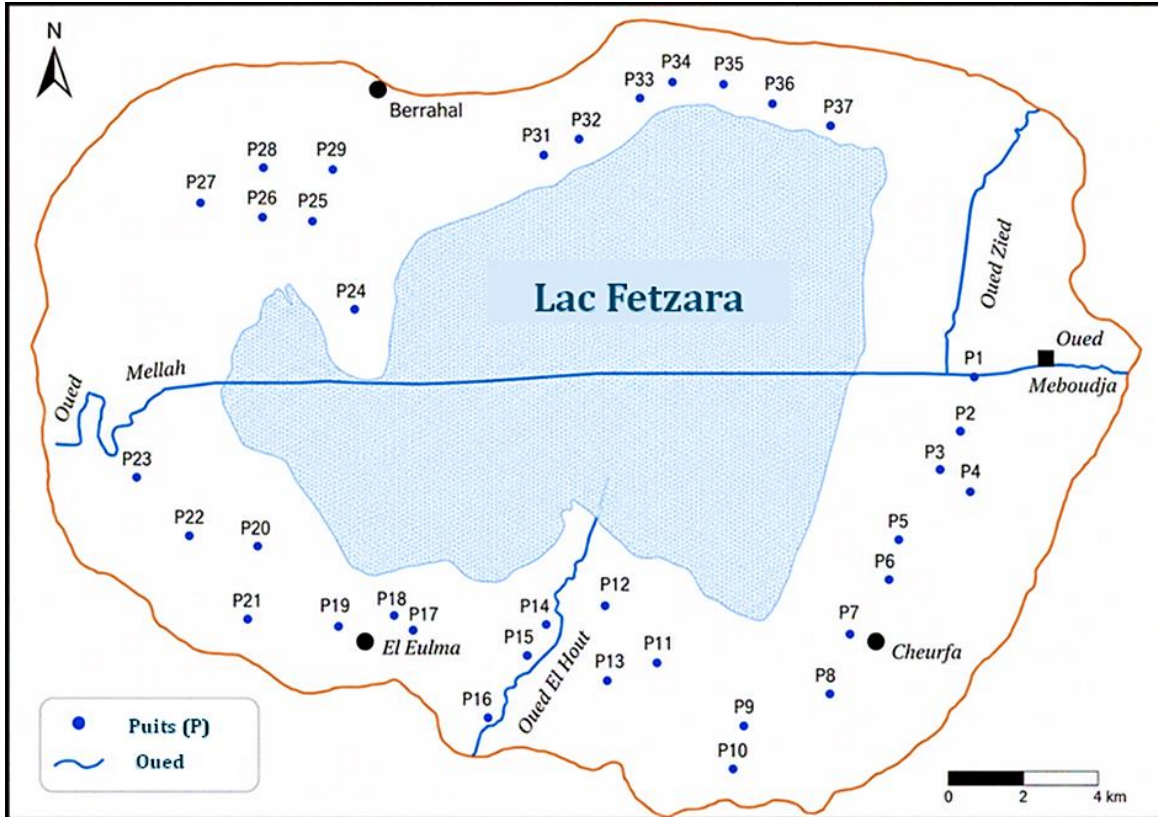 N
Berrahal
P34
P35
P33
P36
P37
P32
P31
P28
P29
P27
P26
P25
Oued Zied
P24
Lac Fetzara
Oued
Mellah
P1
Oued
Meboudja
P2
P3
P4
P23
P22
P20
P5
P6
P21
P19
P18
P17
El Eulma
P14
P12
P15
P7
Cheurfa
P11
P13
P16
Oued El Hout
P8
P9
P10
Puits (P)
Oued
0
2
4 km